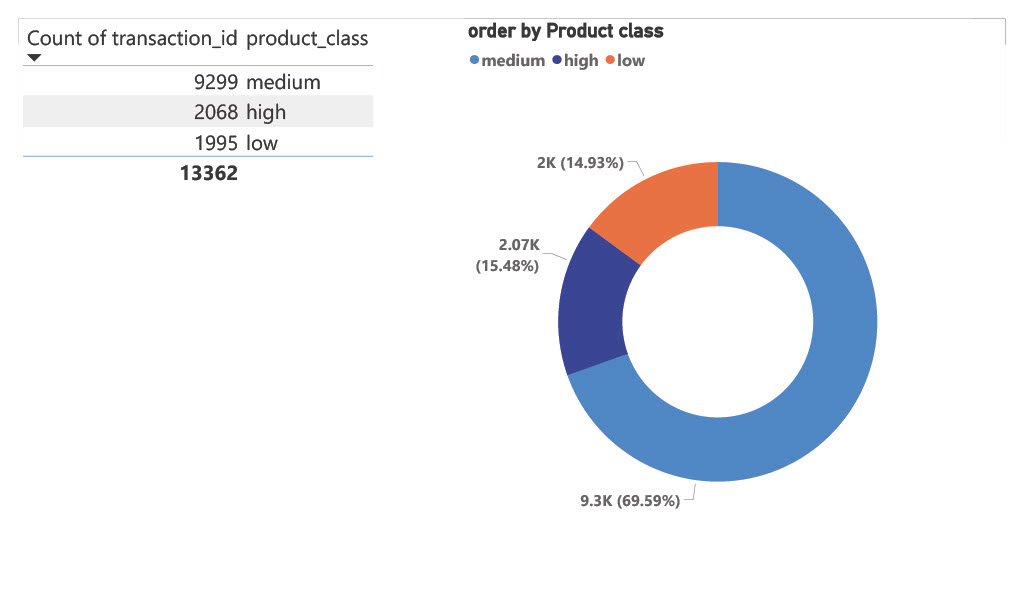 Count of transaction_id product_class
9299 medium
2068 high
1995 low
13362
order by Product class
medium high low
2K (14.93%)
2.07K
(15.48%)
9.3K (69.59%)